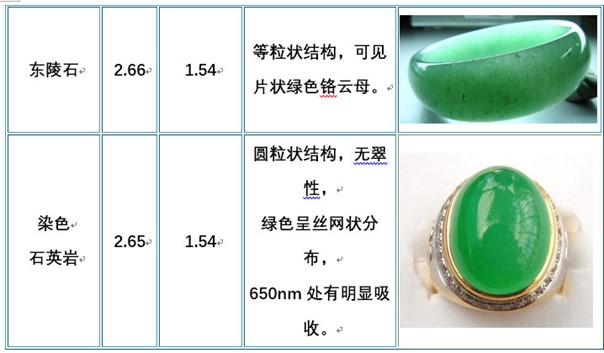 东陵石
2.66
1.54
等粒状结构，可见
片状绿色铬云母。
染色
石英岩
2.65
1.54
圆粒状结构，无翠
性，
绿色呈丝网状分
布，
650nm 处有明显吸
收。